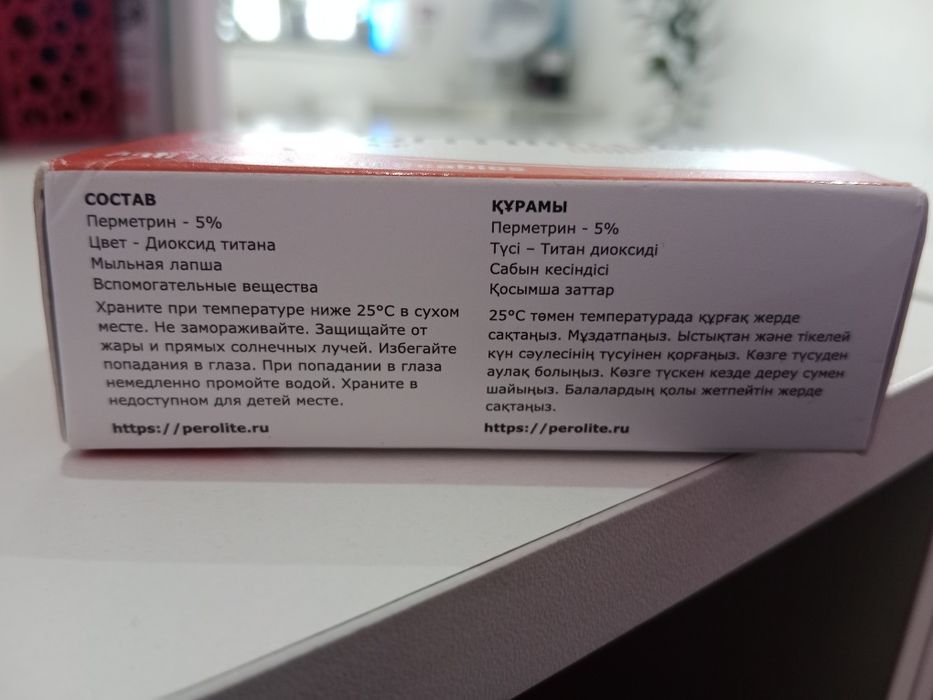 СОСТАВ
Перметрин - 5%
Цвет - Диоксид титана
Мыльная лапша
Вспомогательные вещества
Храните при температуре ниже 25°С в сухом
месте. Не замораживайте. Защищайте от
жары и прямых солнечных лучей. Избегайте
попадания в глаза. При попадании в глаза
немедленно промойте водой. Храните в
недоступном для детей месте.
https://perolite.ru
ҚҰРАМЫ
Перметрин - 5%
Түсі – Титан диоксиді
Сабын кесіндісі
Қосымша заттар
25°С төмен температурада құрғақ жерде
сақтаңыз. Мұздатпаңыз. Ыстықтан және тікелей
күн сәулесінің түсуінен қорғаңыз. Көзге түсуден
аулақ болыңыз. Көзге түскен кезде дереу сумен
шайыңыз. Балалардың қолы жетпейтін жерде
сақтаңыз.
https://perolite.ru